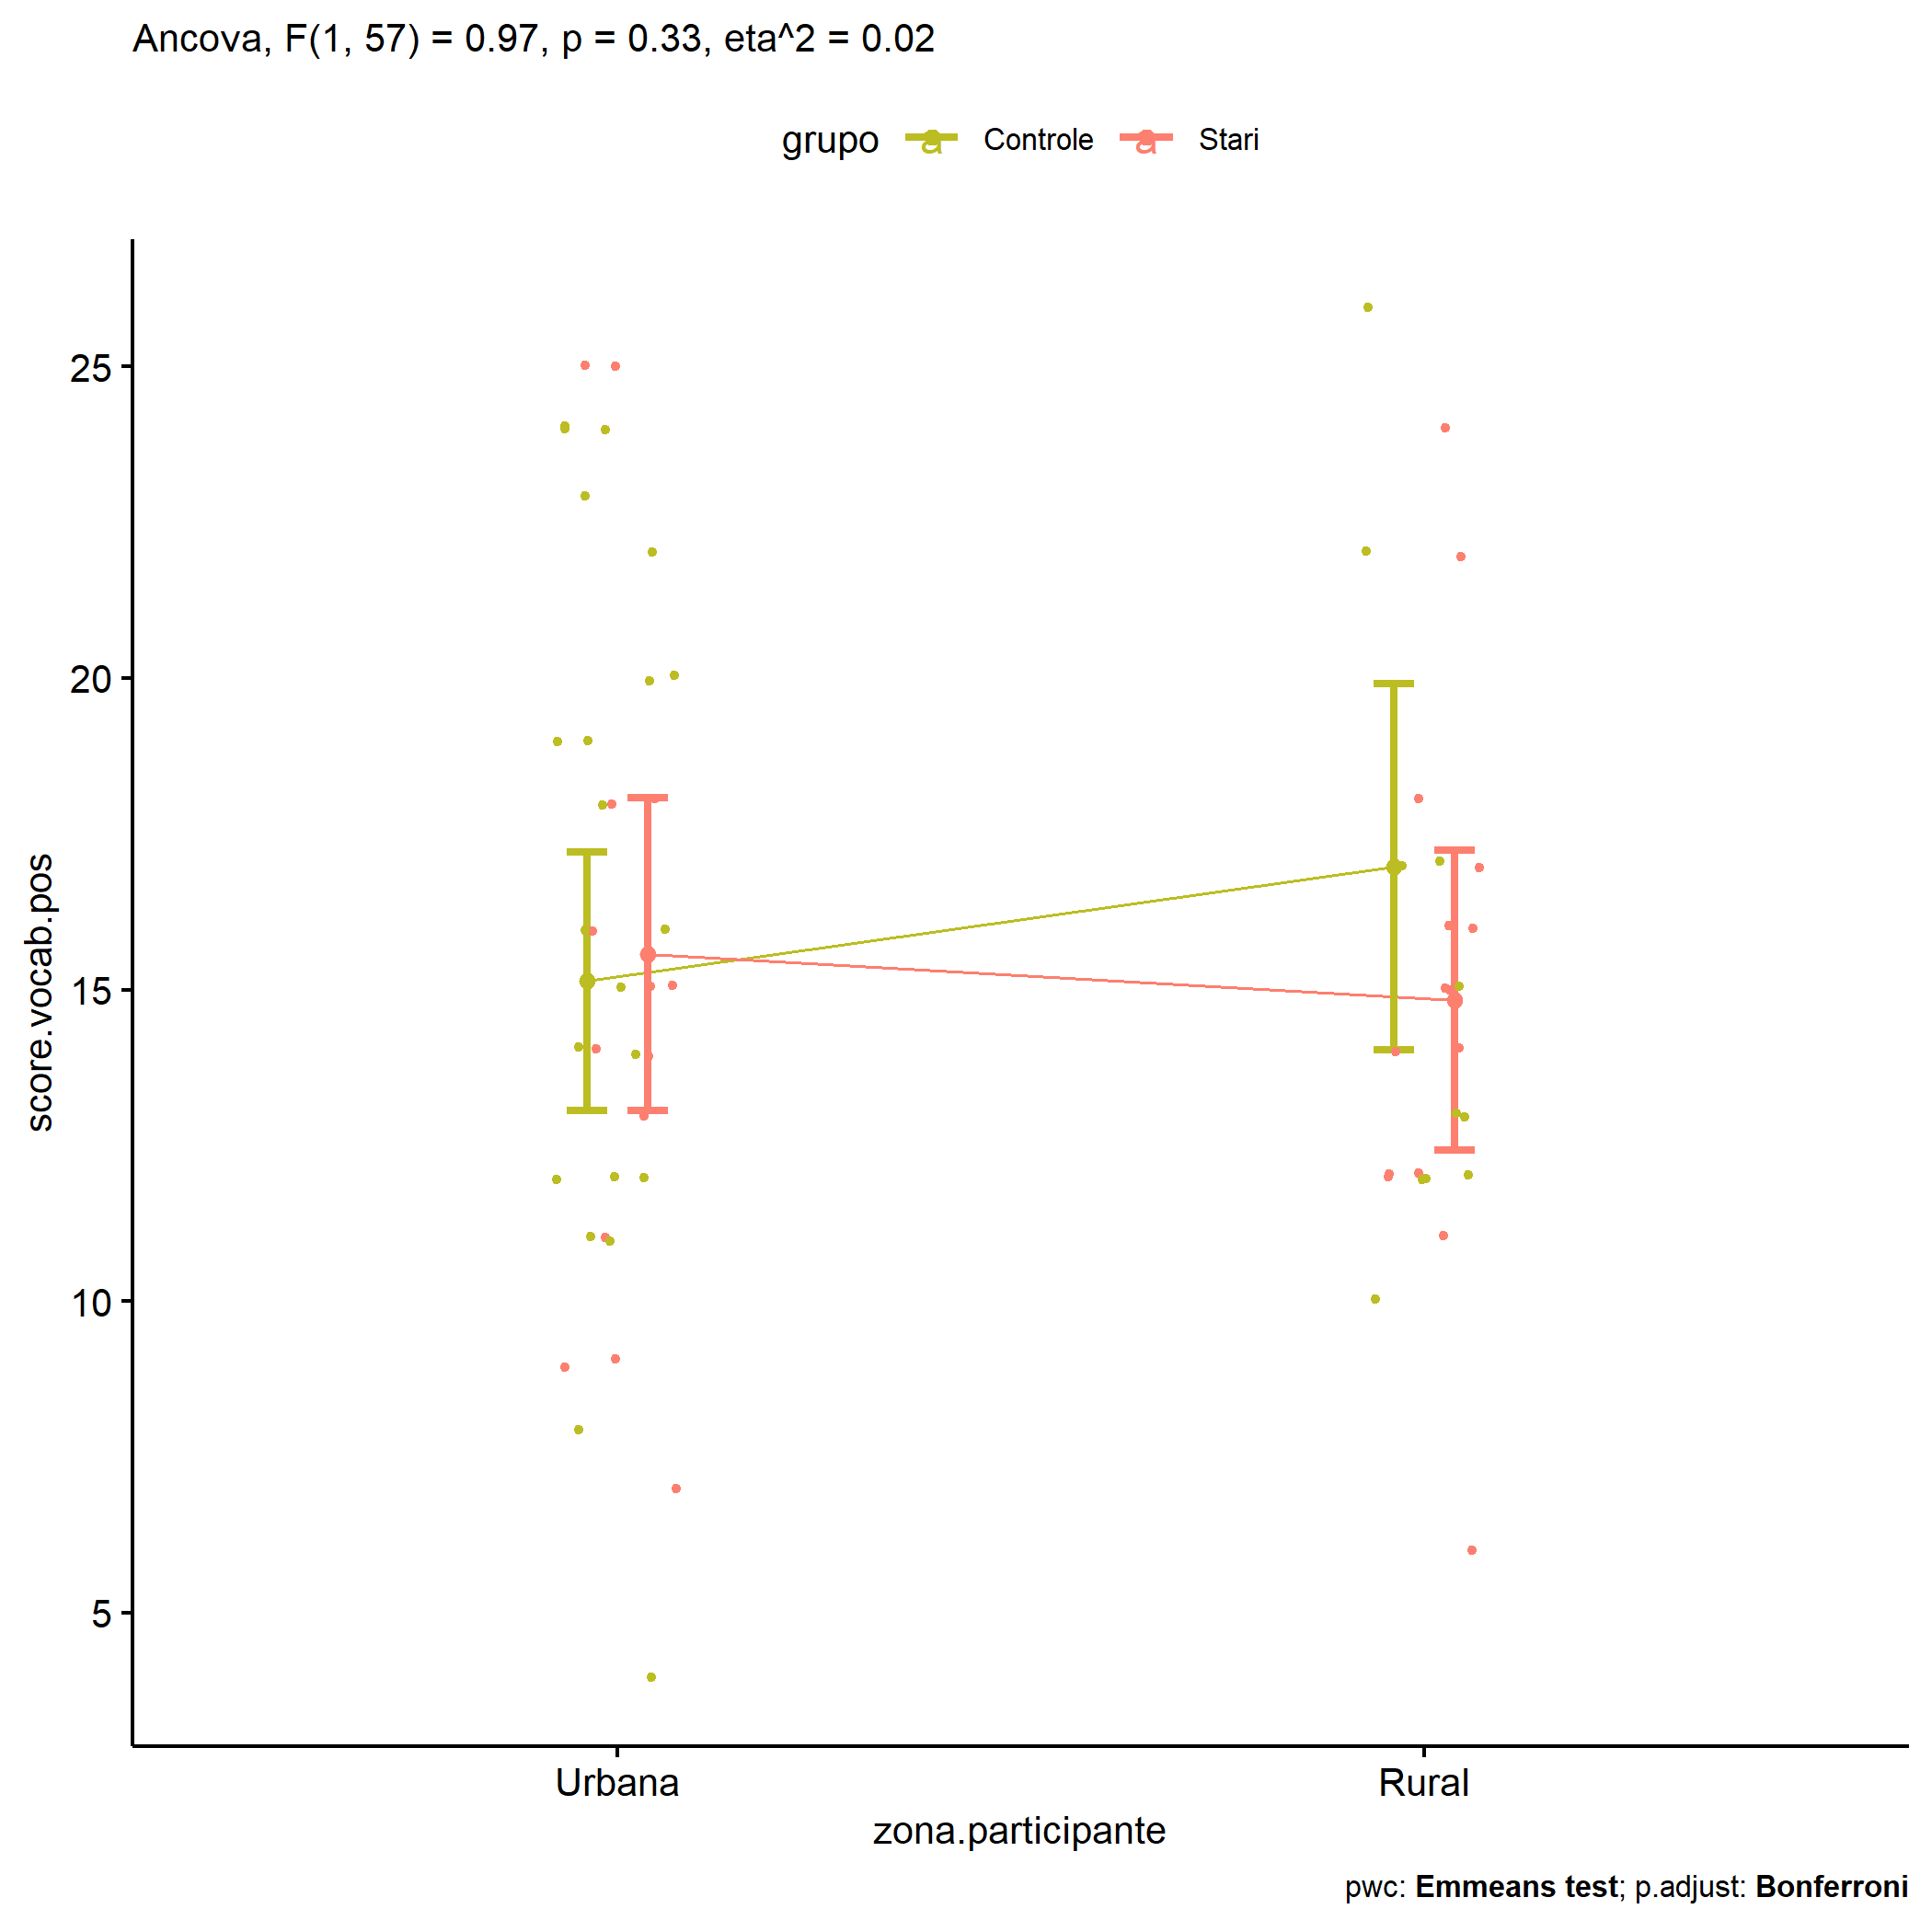 Ancova, F(1, 57) = 0.97, p = 0.33, eta^2 = 0.02
grupo a Controle a Stari
25
20
15
10
5
score.vocab.pos
Urbana Rural
zona.participante
pwc: Emmeans test; p.adjust: Bonferroni